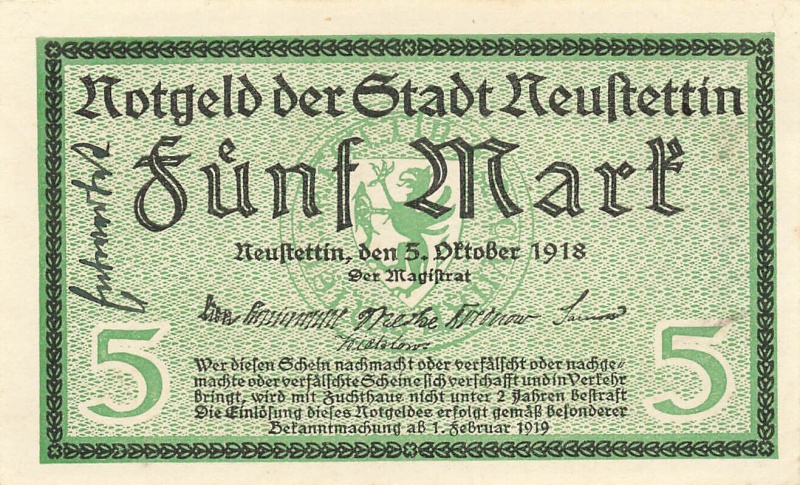 Notgeld der Stadt Neustettin
Fünf Mark
Neustettin, den 5. Oktober 1918
Der Magistrat
5 5
Wer diesen Schein nachmacht oder verfälscht oder nachge-
machte oder verfälschte Scheine sich verschafft und in Verkehr
bringt, wird mit Zuchthaus nicht unter 2 Jahren bestraft
Die Einlösung dieses Notgeldes erfolgt gemäß besonderer
Bekanntmachung ab 1. Februar 1919